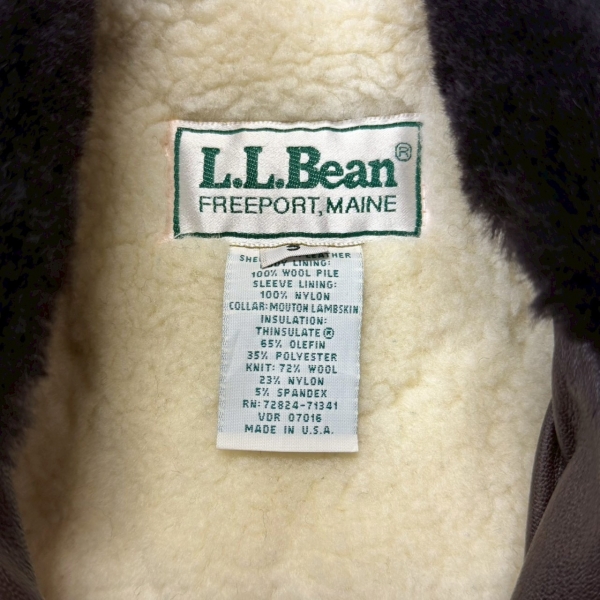 L.L.Bean®
FREEPORT, MAINE
LINING:
100% WOOL PILE
SLEEVE LINING:
100% NYLON
COLLAR: MOUTON LAMBSKIN
INSULATION:
THINSULATE®
65% OLEFIN
35% POLYESTER
KNIT: 72% WOOL
23% NYLON
5% SPANDEX
RN: 72824-71341
VDR 07016
MADE IN U.S.A.